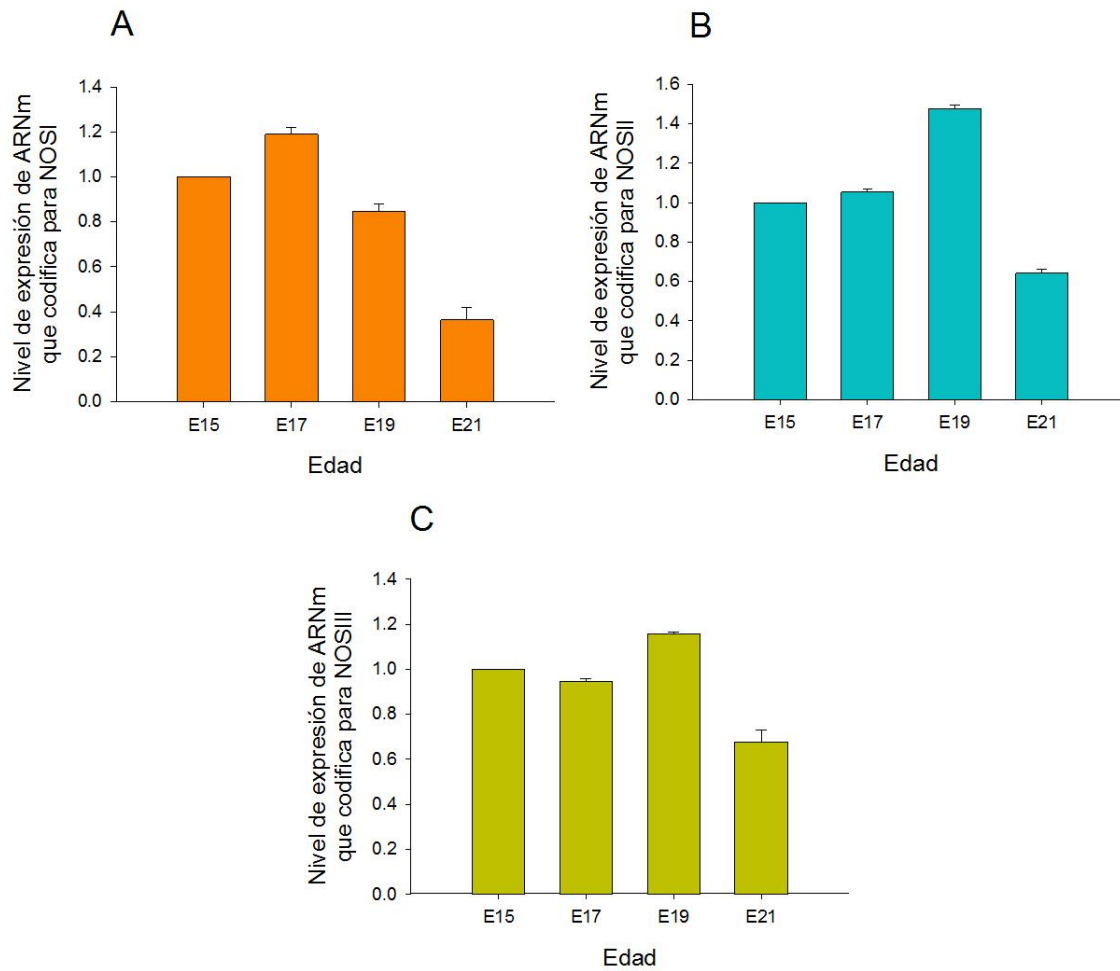 A
Nivel de expresión de ARNm
que codifica para NOSI
1.4
1.2
1.0
0.8
0.6
0.4
0.2
0.0
E15 E17 E19 E21
Edad
B
Nivel de expresión de ARNm
que codifica para NOSII
1.6
1.4
1.2
1.0
0.8
0.6
0.4
0.2
0.0
E15 E17 E19 E21
Edad
C
Nivel de expresión de ARNm
que codifica para NOSIII
1.4
1.2
1.0
0.8
0.6
0.4
0.2
0.0
E15 E17 E19 E21
Edad